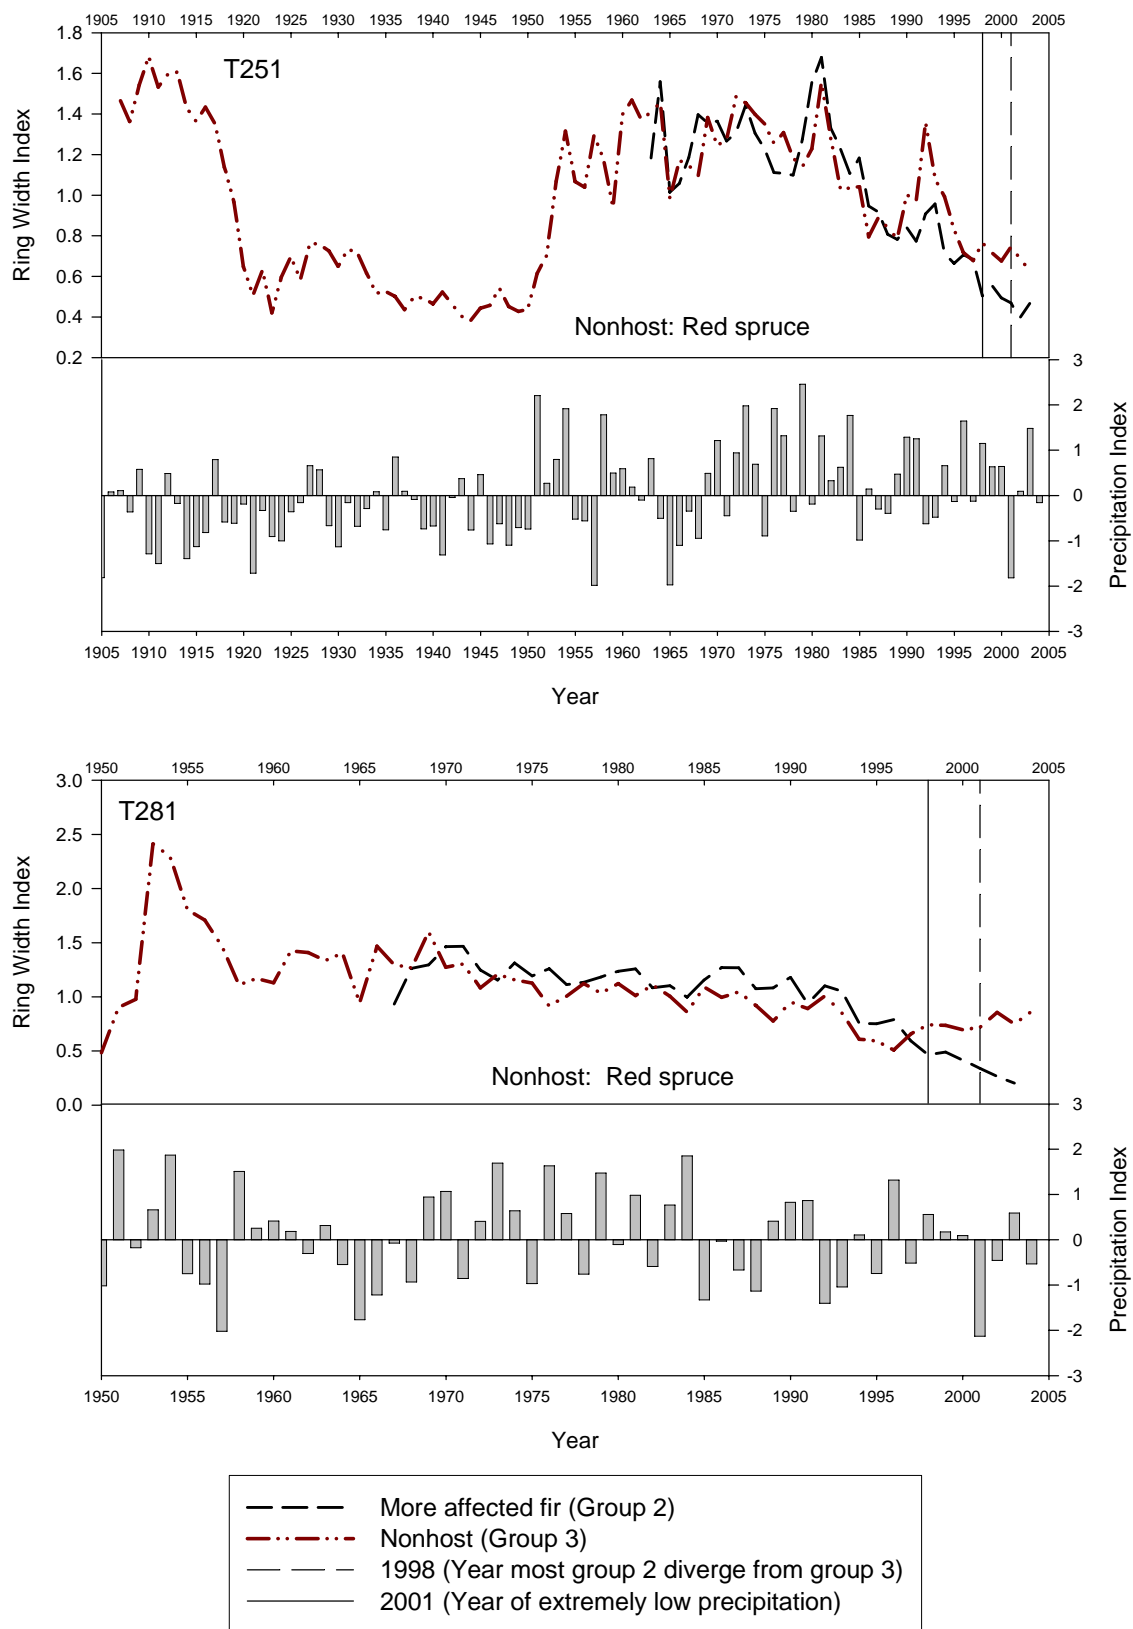 1905 1910 1915 1920 1925 1930 1935 1940 1945 1950 1955 1960 1965 1970 1975 1980 1985 1990 1995 2000 2005
T251
Ring Width Index
1.8
1.6
1.4
1.2
1.0
0.8
0.6
0.4
0.2
Nonhost: Red spruce
3
2
1
0
-1
-2
-3
Precipitation Index
1905 1910 1915 1920 1925 1930 1935 1940 1945 1950 1955 1960 1965 1970 1975 1980 1985 1990 1995 2000 2005
Year
1950 1955 1960 1965 1970 1975 1980 1985 1990 1995 2000 2005
T281
Ring Width Index
3.0
2.5
2.0
1.5
1.0
0.5
0.0
Nonhost: Red spruce
3
2
1
0
-1
-2
-3
Precipitation Index
1950 1955 1960 1965 1970 1975 1980 1985 1990 1995 2000 2005
Year
More affected fir (Group 2)
Nonhost (Group 3)
1998 (Year most group 2 diverge from group 3)
2001 (Year of extremely low precipitation)